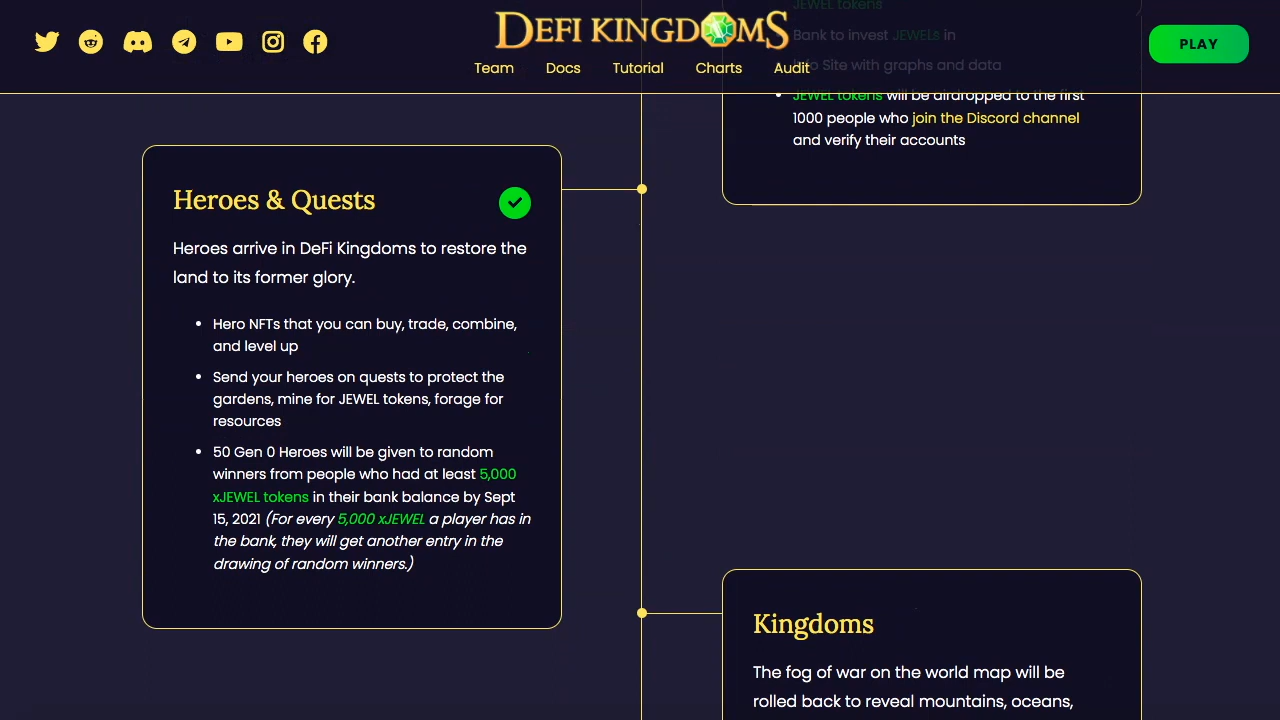 DEFI KINGDOMS
PLAY
Team Docs Tutorial Charts Audit
JEWEL tokens
Bank to invest JEWELs in
Info Site with graphs and data
JEWEL tokens will be airdropped to the first
1000 people who join the Discord channel
and verify their accounts
Heroes & Quests
Heroes arrive in DeFi Kingdoms to restore the
land to its former glory.
• Hero NFTs that you can buy, trade, combine,
and level up
• Send your heroes on quests to protect the
gardens, mine for JEWEL tokens, forage for
resources
• 50 Gen 0 Heroes will be given to random
winners from people who had at least 5,000
xJEWEL tokens in their bank balance by Sept
15, 2021 (For every 5,000 xJEWEL a player has in
the bank, they will get another entry in the
drawing of random winners.)
Kingdoms
The fog of war on the world map will be
rolled back to reveal mountains, oceans,